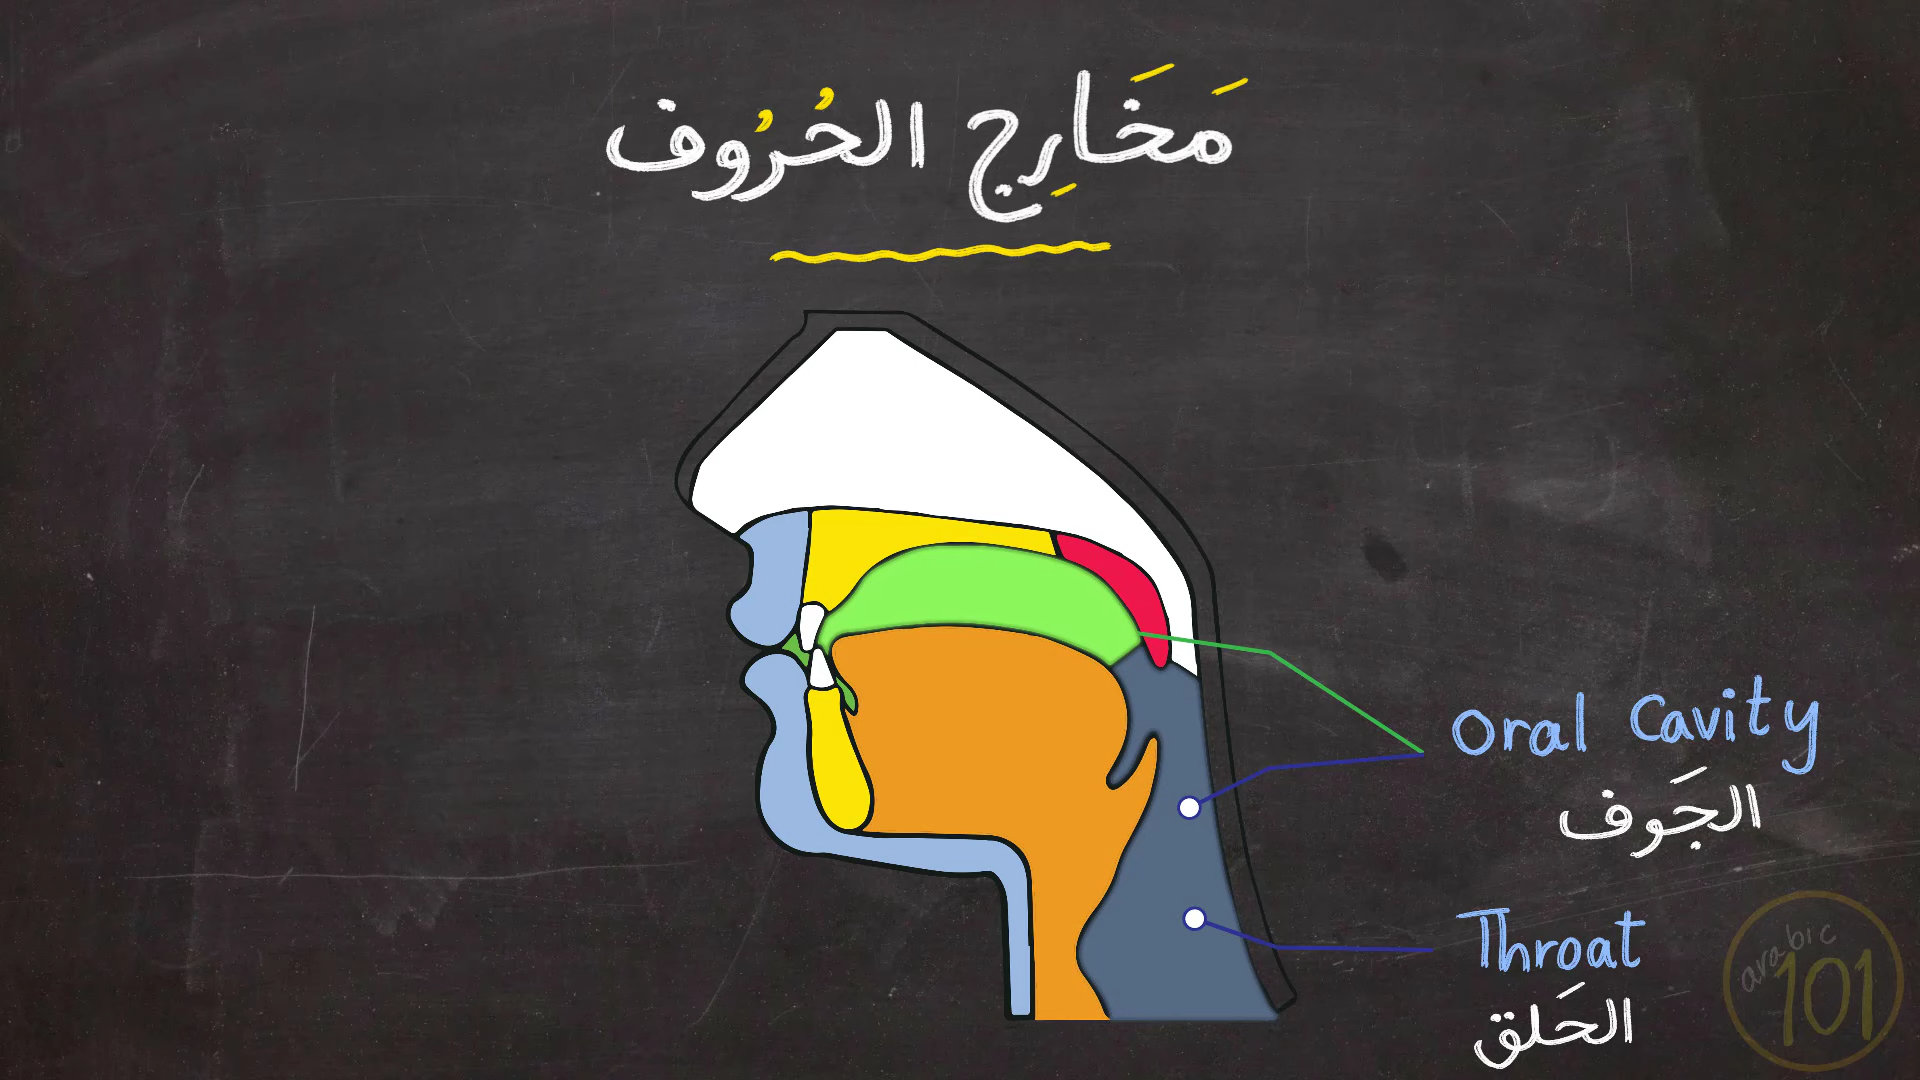 مَخَارِج الحُرُوف
Oral Cavity
الجَوف
Throat
الحَلق
arabic
101